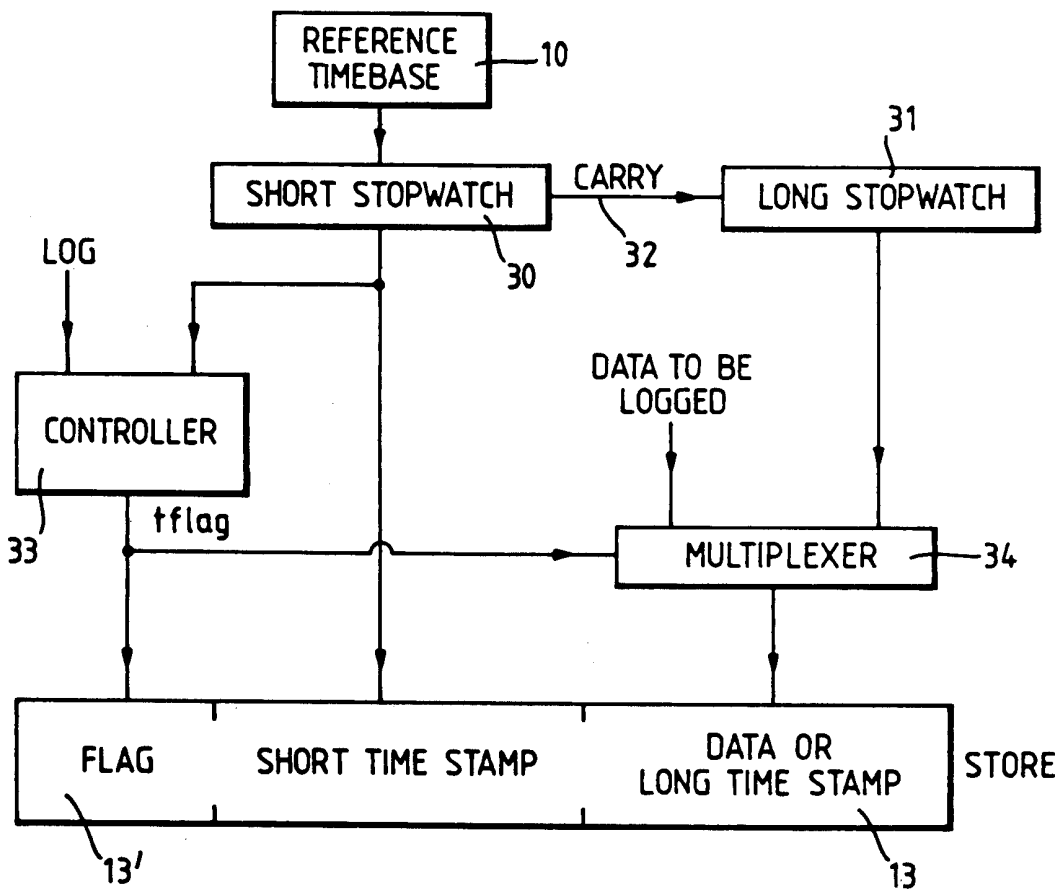 REFERENCE
TIMEBASE
10
31
SHORT STOPWATCH
CARRY
LONG STOPWATCH
32
30
LOG
DATA TO BE
LOGGED
CONTROLLER
tflag
33
MULTIPLEXER
34
FLAG
SHORT TIME STAMP
DATA OR
LONG TIME STAMP
STORE
13'
13